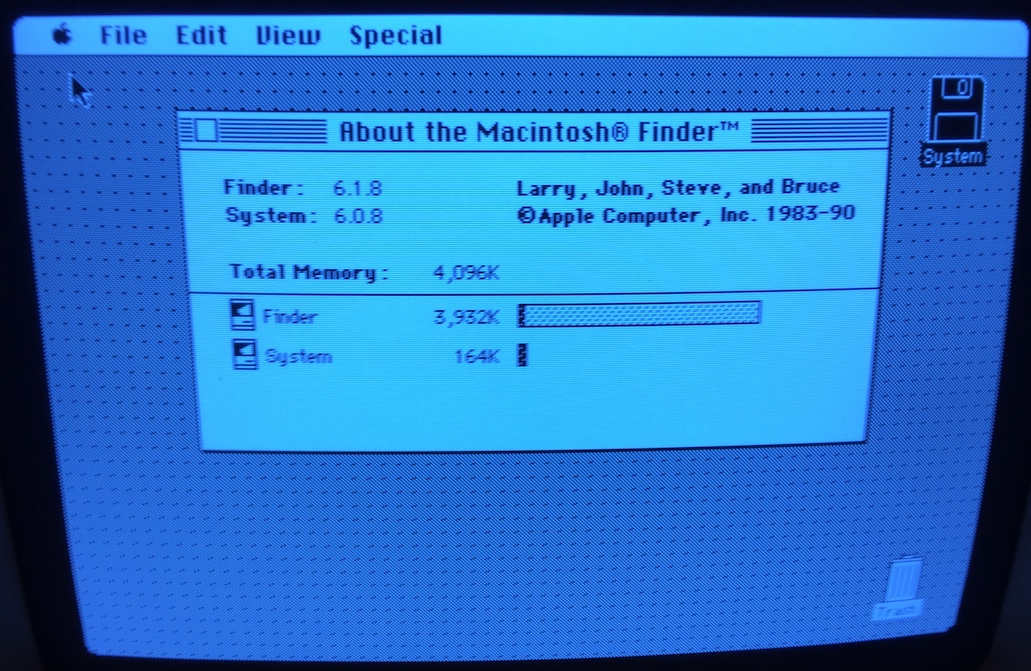 File Edit View Special
About the Macintosh® Finder™
System
Finder: 6.1.8 Larry, John, Steve, and Bruce
System: 6.0.8 ©Apple Computer, Inc. 1983-90
Total Memory: 4,096K
Finder 3,932K
System 164K
Trash